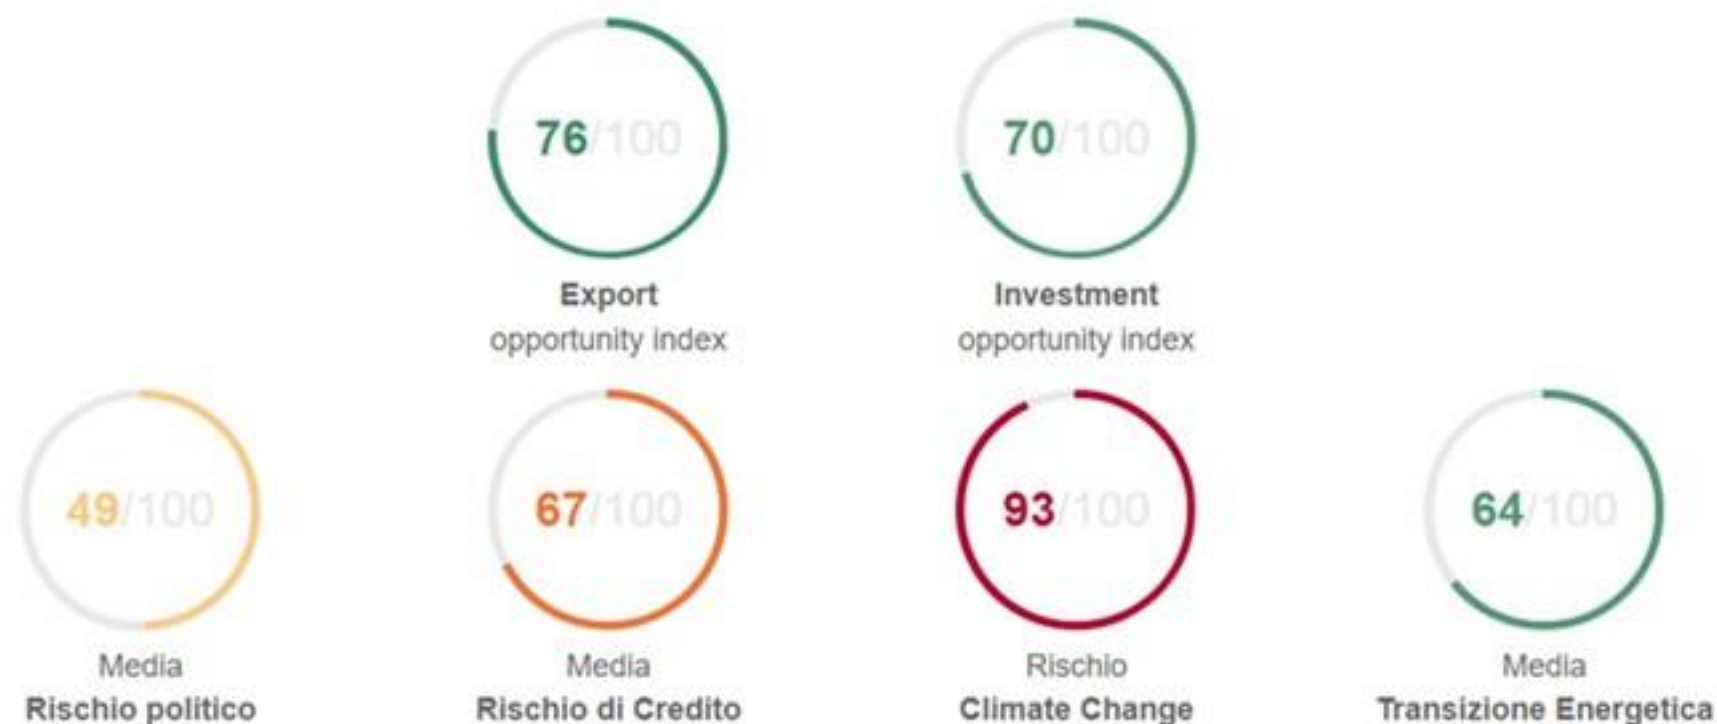 76/100
70/100
Export
opportunity index
Investment
opportunity index
49/100
67/100
93/100
64/100
Media
Rischio politico
Media
Rischio di Credito
Rischio
Climate Change
Media
Transizione Energetica